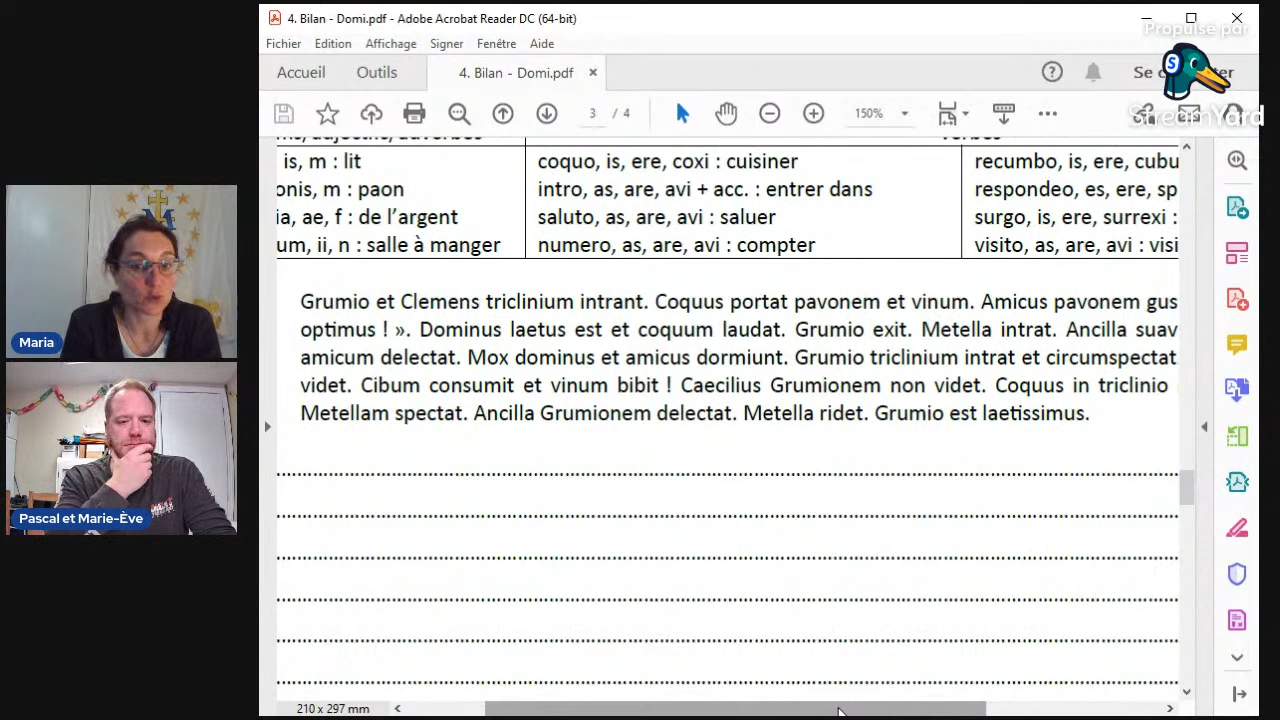 4. Bilan - Domi.pdf - Adobe Acrobat Reader DC (64-bit)
Propulsé par
StreamYard
Fichier Edition Affichage Signer Fenêtre Aide
Accueil Outils 4. Bilan - Domi.pdf × Se
3 / 4 150%
is, m : lit
onis, m : paon
ia, ae, f : de l’argent
um, ii, n : salle à manger
coquo, is, ere, coxi : cuisiner
intro, as, are, avi + acc. : entrer dans
saluto, as, are, avi : saluer
numero, as, are, avi : compter
recumbo, is, ere, cubu
respondeo, es, ere, sp
surgo, is, ere, surrexi :
visito, as, are, avi : visi
Grumio et Clemens triclinium intrant. Coquus portat pavonem et vinum. Amicus pavonem gus
optimus ! ». Dominus laetus est et coquum laudat. Grumio exit. Metella intrat. Ancilla suav
amicum delectat. Mox dominus et amicus dormiunt. Grumio triclinium intrat et circumspectat.
videt. Cibum consumit et vinum bibit ! Caecilius Grumionem non videt. Coquus in triclinio
Metellam spectat. Ancilla Grumionem delectat. Metella ridet. Grumio est laetissimus.
210 x 297 mm
Maria
Pascal et Marie-Ève